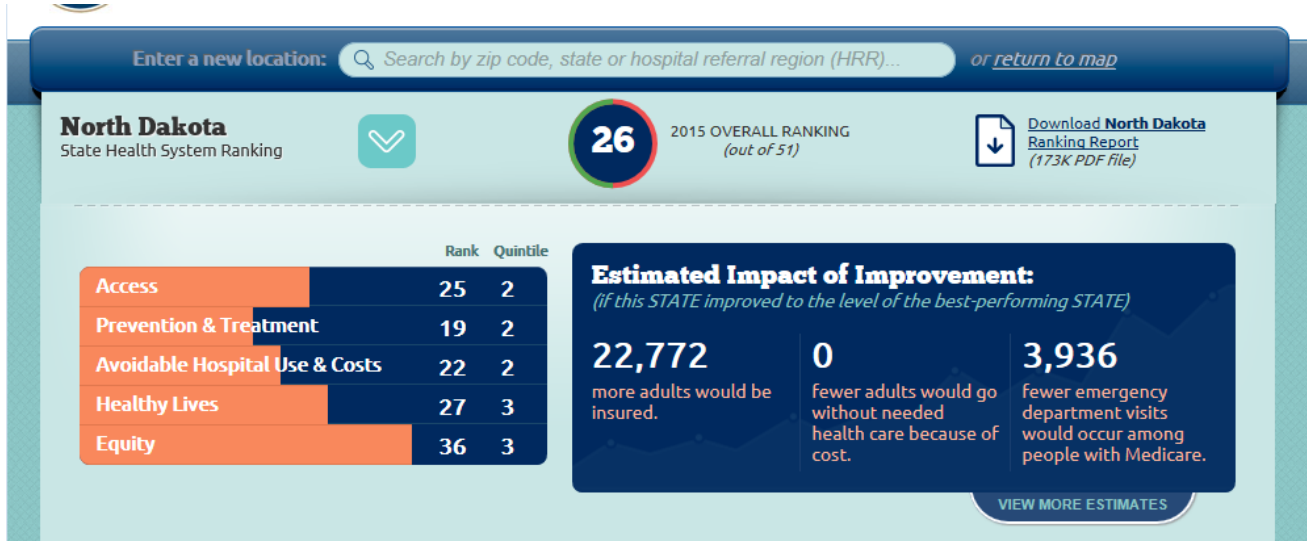 Enter a new location: Search by zip code, state or hospital referral region (HRR)... or return to map
North Dakota
State Health System Ranking
26
2015 OVERALL RANKING
(out of 51)
Download North Dakota
Ranking Report
(173K PDF file)
Rank Quintile
Access 25 2
Prevention & Treatment 19 2
Avoidable Hospital Use & Costs 22 2
Healthy Lives 27 3
Equity 36 3
Estimated Impact of Improvement:
(if this STATE improved to the level of the best-performing STATE)
22,772
more adults would be
insured.
0
fewer adults would go
without needed
health care because of
cost.
3,936
fewer emergency
department visits
would occur among
people with Medicare.
VIEW MORE ESTIMATES